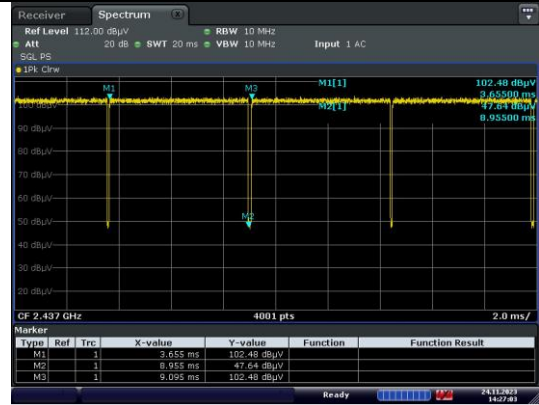 Receiver Spectrum
Ref Level 112.00 dBµV RBW 10 MHz
Att 20 dB SWT 20 ms VBW 10 MHz Input 1 AC
SGL PS
1Pk Clrw
M1 M3 M1[1] 102.48 dBµV
3.65500 ms
100 dBµV M2[1] 47.64 dBµV
8.95500 ms
90 dBµV
80 dBµV
70 dBµV
60 dBµV
50 dBµV M2
40 dBµV
30 dBµV
20 dBµV
CF 2.437 GHz 4001 pts 2.0 ms/
Marker
Type Ref Trc X-value Y-value Function Function Result
M1 1 3.655 ms 102.48 dBµV
M2 1 8.955 ms 47.64 dBµV
M3 1 9.095 ms 102.48 dBµV
Ready 24.11.2023
14:27:03